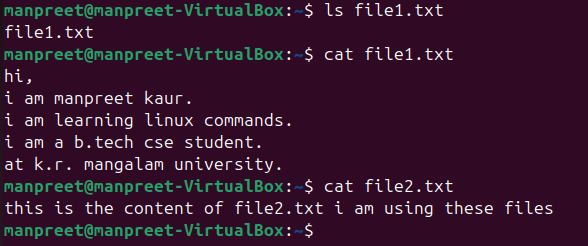 manpreet@manpreet-VirtualBox:~$ ls file1.txt
file1.txt
manpreet@manpreet-VirtualBox:~$ cat file1.txt
hi,
i am manpreet kaur.
i am learning linux commands.
i am a b.tech cse student.
at k.r. mangalam university.
manpreet@manpreet-VirtualBox:~$ cat file2.txt
this is the content of file2.txt i am using these files
manpreet@manpreet-VirtualBox:~$